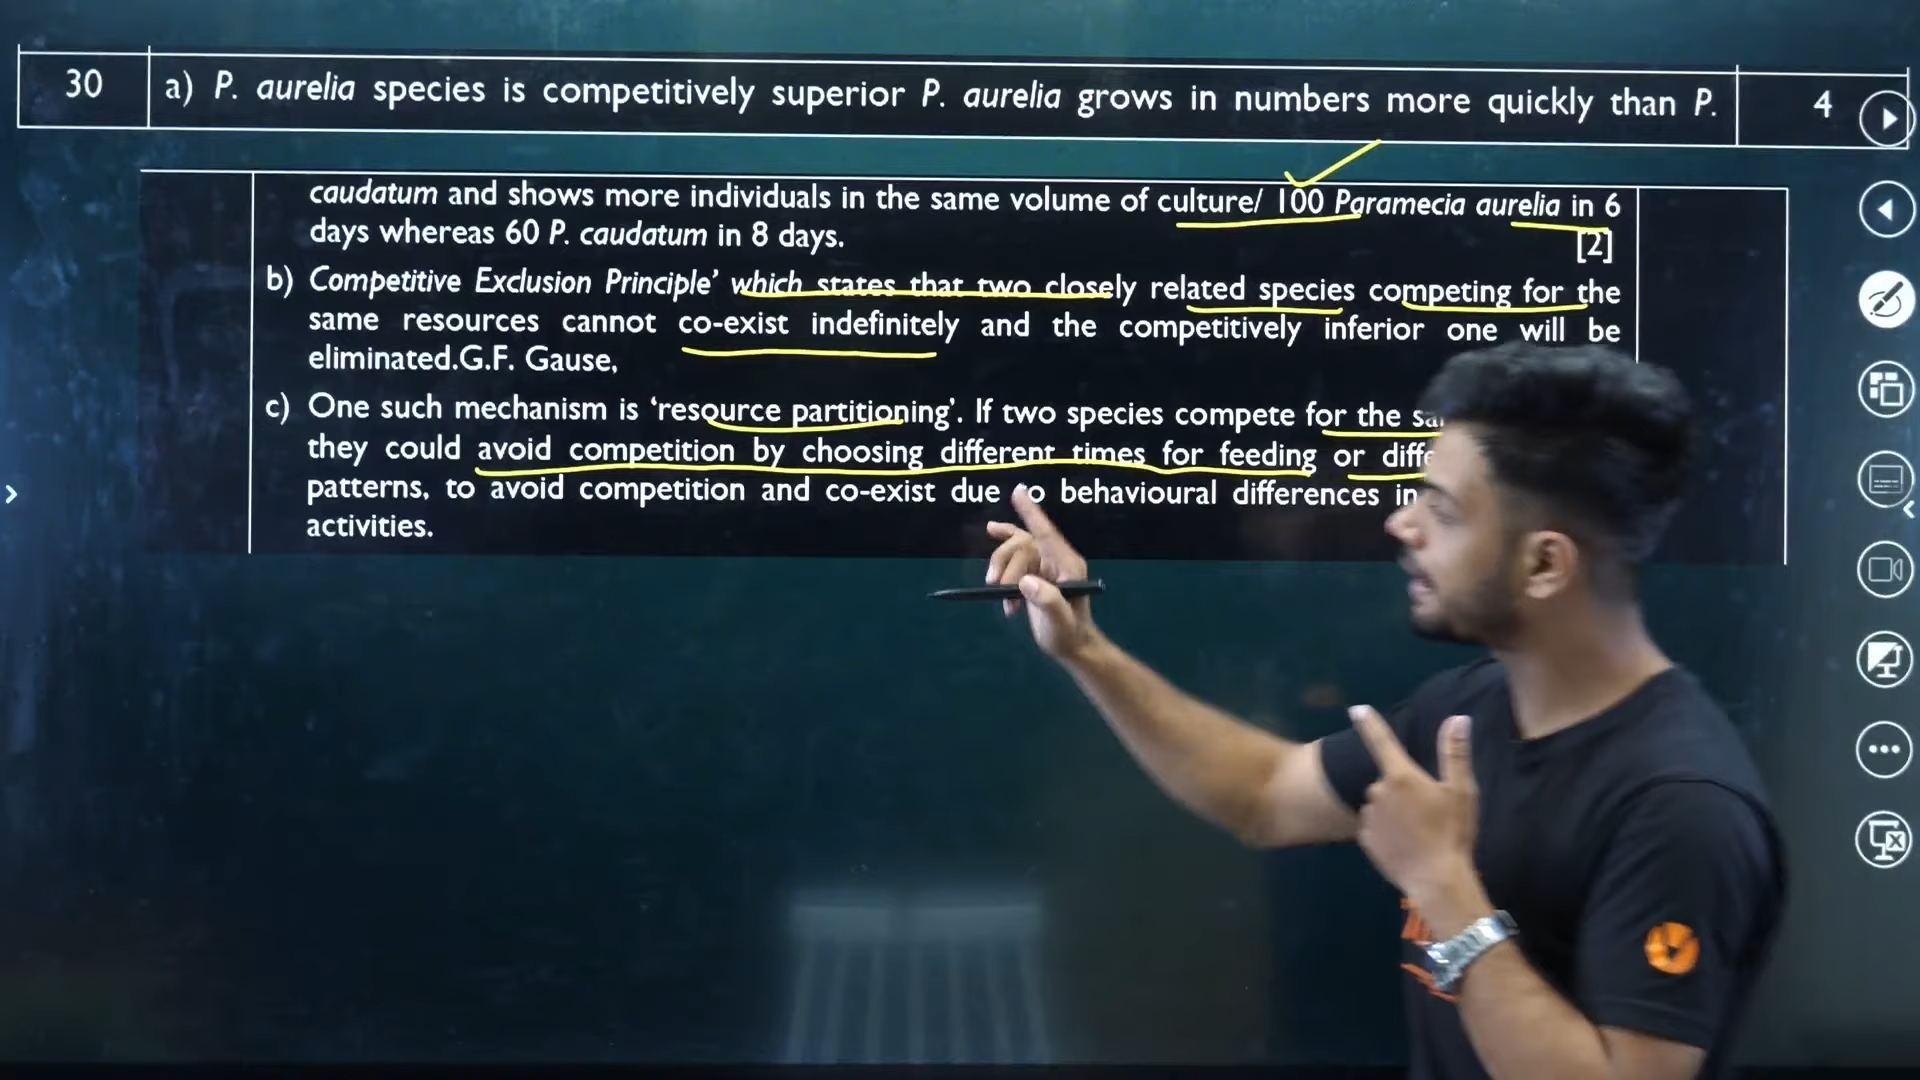 30 a) P. aurelia species is competitively superior P. aurelia grows in numbers more quickly than P. 4
caudatum and shows more individuals in the same volume of culture/ 100 Paramecia aurelia in 6
days whereas 60 P. caudatum in 8 days. [2]
b) Competitive Exclusion Principle’ which states that two closely related species competing for the
same resources cannot co-exist indefinitely and the competitively inferior one will be
eliminated.G.F. Gause,
c) One such mechanism is ‘resource partitioning’. If two species compete for the
they could avoid competition by choosing different times for feeding or
patterns, to avoid competition and co-exist due to behavioural differences in
activities.